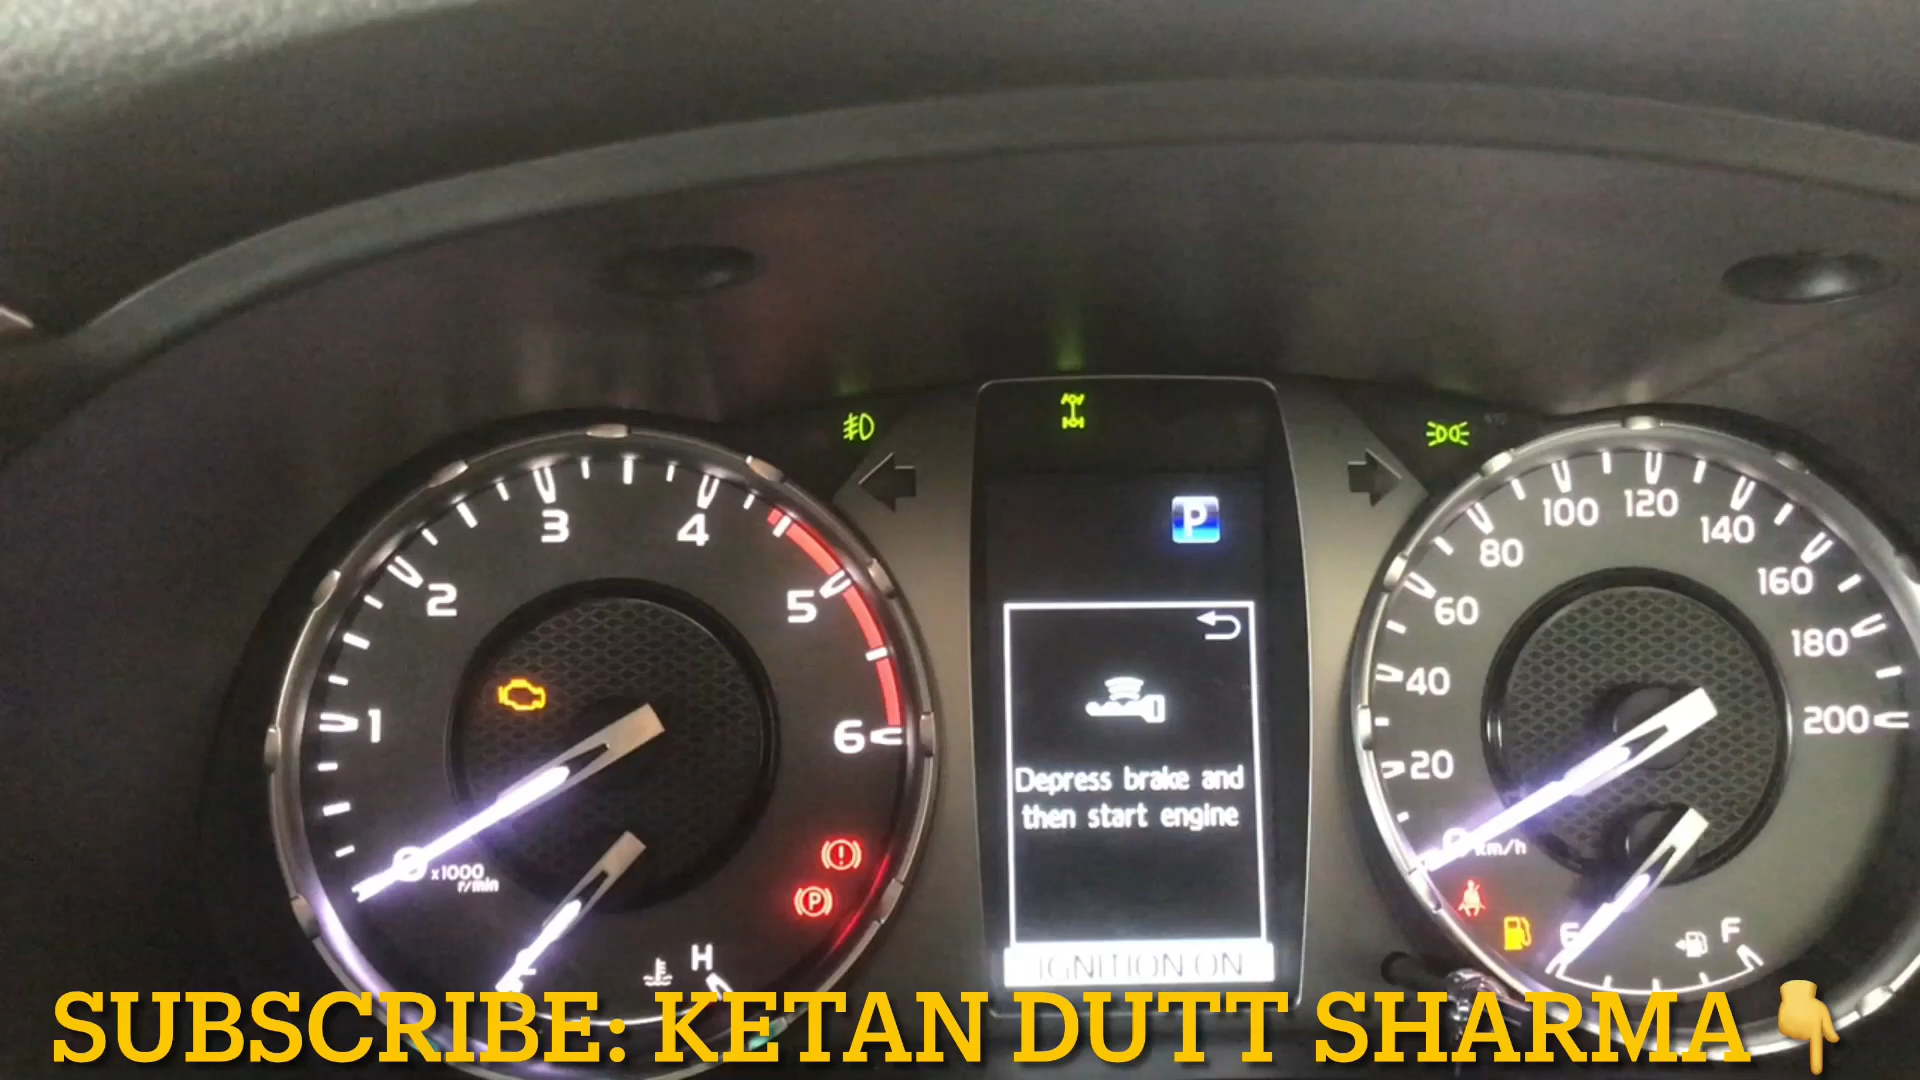 3
4
2
5
1
6
x1000
r/min
H
P
P
Depress brake and
then start engine
IGNITION ON
100
120
140
80
160
60
180
40
200
20
km/h
F
SUBSCRIBE: KETAN DUTT SHARMA👇